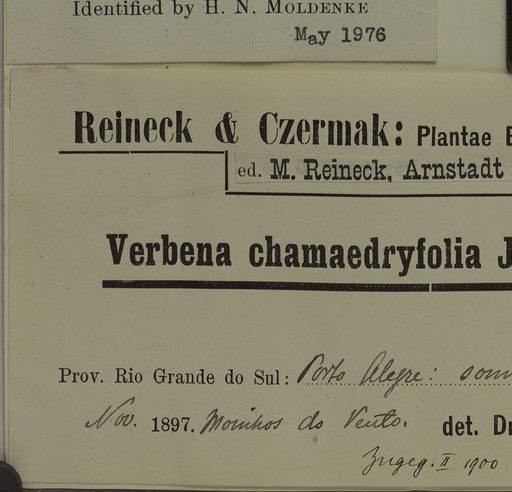 Identified by H. N. MOLDENKE
May 1976
Reineck & Czermak: Plantae
ed. M. Reineck, Arnstadt
Verbena chamaedryfolia J
Prov. Rio Grande do Sul: Porto Alegre:
Nov. 1897. Moinhos do Vento. det. Dr
Zugeg. II 1900